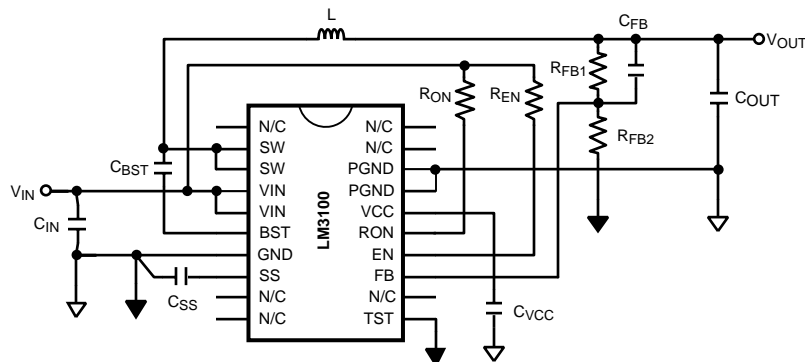 L
CFB
VOUT
RFB1
RON
REN
COUT
N/C
N/C
SW
N/C
RFB2
CBST
SW
PGND
VIN
VIN
PGND
VIN
VCC
CIN
BST
LM3100
RON
GND
EN
SS
FB
CSS
N/C
N/C
CVCC
N/C
TST